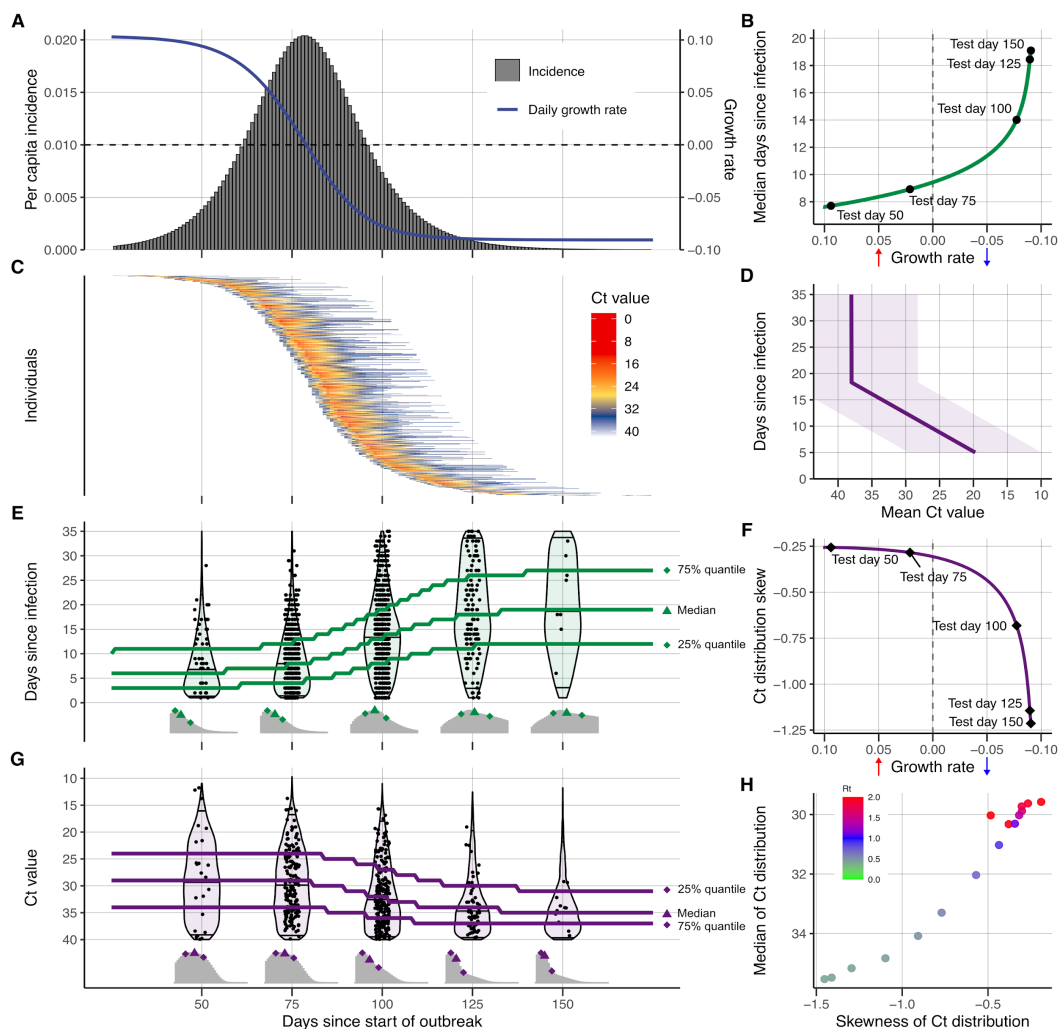 A
0.020
0.015
0.010
0.005
0.000
Per capita incidence
0.10
0.05
0.00
−0.05
−0.10
Growth rate
Incidence
Daily growth rate
B
20
18
16
14
12
10
8
Median days since infection
Test day 150
Test day 125
Test day 100
Test day 75
Test day 50
0.10 0.05 0.00 −0.05 −0.10
Growth rate
C
Individuals
Ct value
0
8
16
24
32
40
D
35
30
25
20
15
10
5
0
Days since infection
40 35 30 25 20 15 10
Mean Ct value
E
35
30
25
20
15
10
5
0
Days since infection
75% quantile
Median
25% quantile
F
−0.25
−0.50
−0.75
−1.00
−1.25
Ct distribution skew
Test day 50
Test day 75
Test day 100
Test day 125
Test day 150
0.10 0.05 0.00 −0.05 −0.10
Growth rate
G
10
15
20
25
30
35
40
Ct value
25% quantile
Median
75% quantile
50 75 100 125 150
Days since start of outbreak
H
Rt
2.0
1.5
1.0
0.5
0.0
30
32
34
Median of Ct distribution
−1.5 −1.0 −0.5
Skewness of Ct distribution